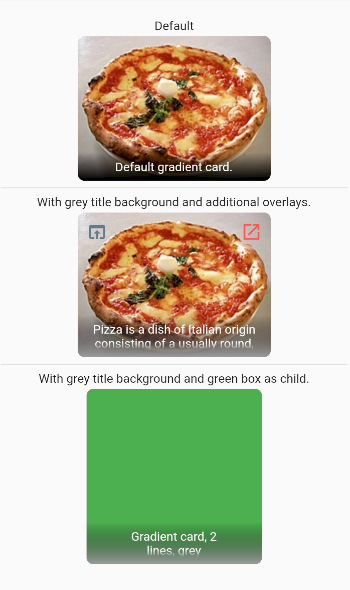 Default
Default gradient card.
With grey title background and additional overlays.
Pizza is a dish of Italian origin
consisting of a usually round,
With grey title background and green box as child.
Gradient card, 2
lines, grey